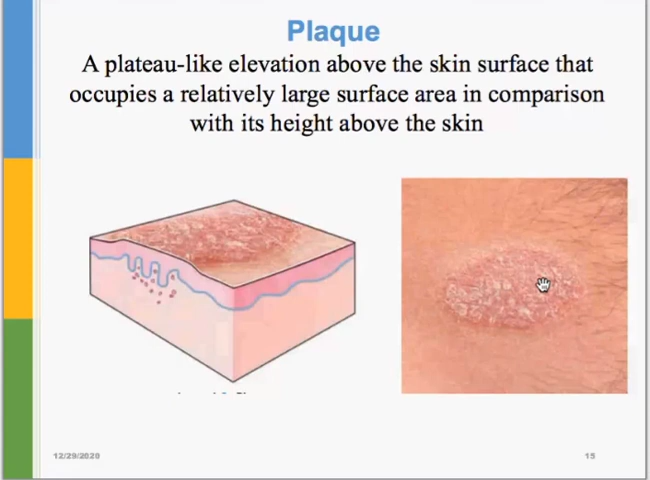 Plaque
A plateau-like elevation above the skin surface that
occupies a relatively large surface area in comparison
with its height above the skin
12/29/2020
15